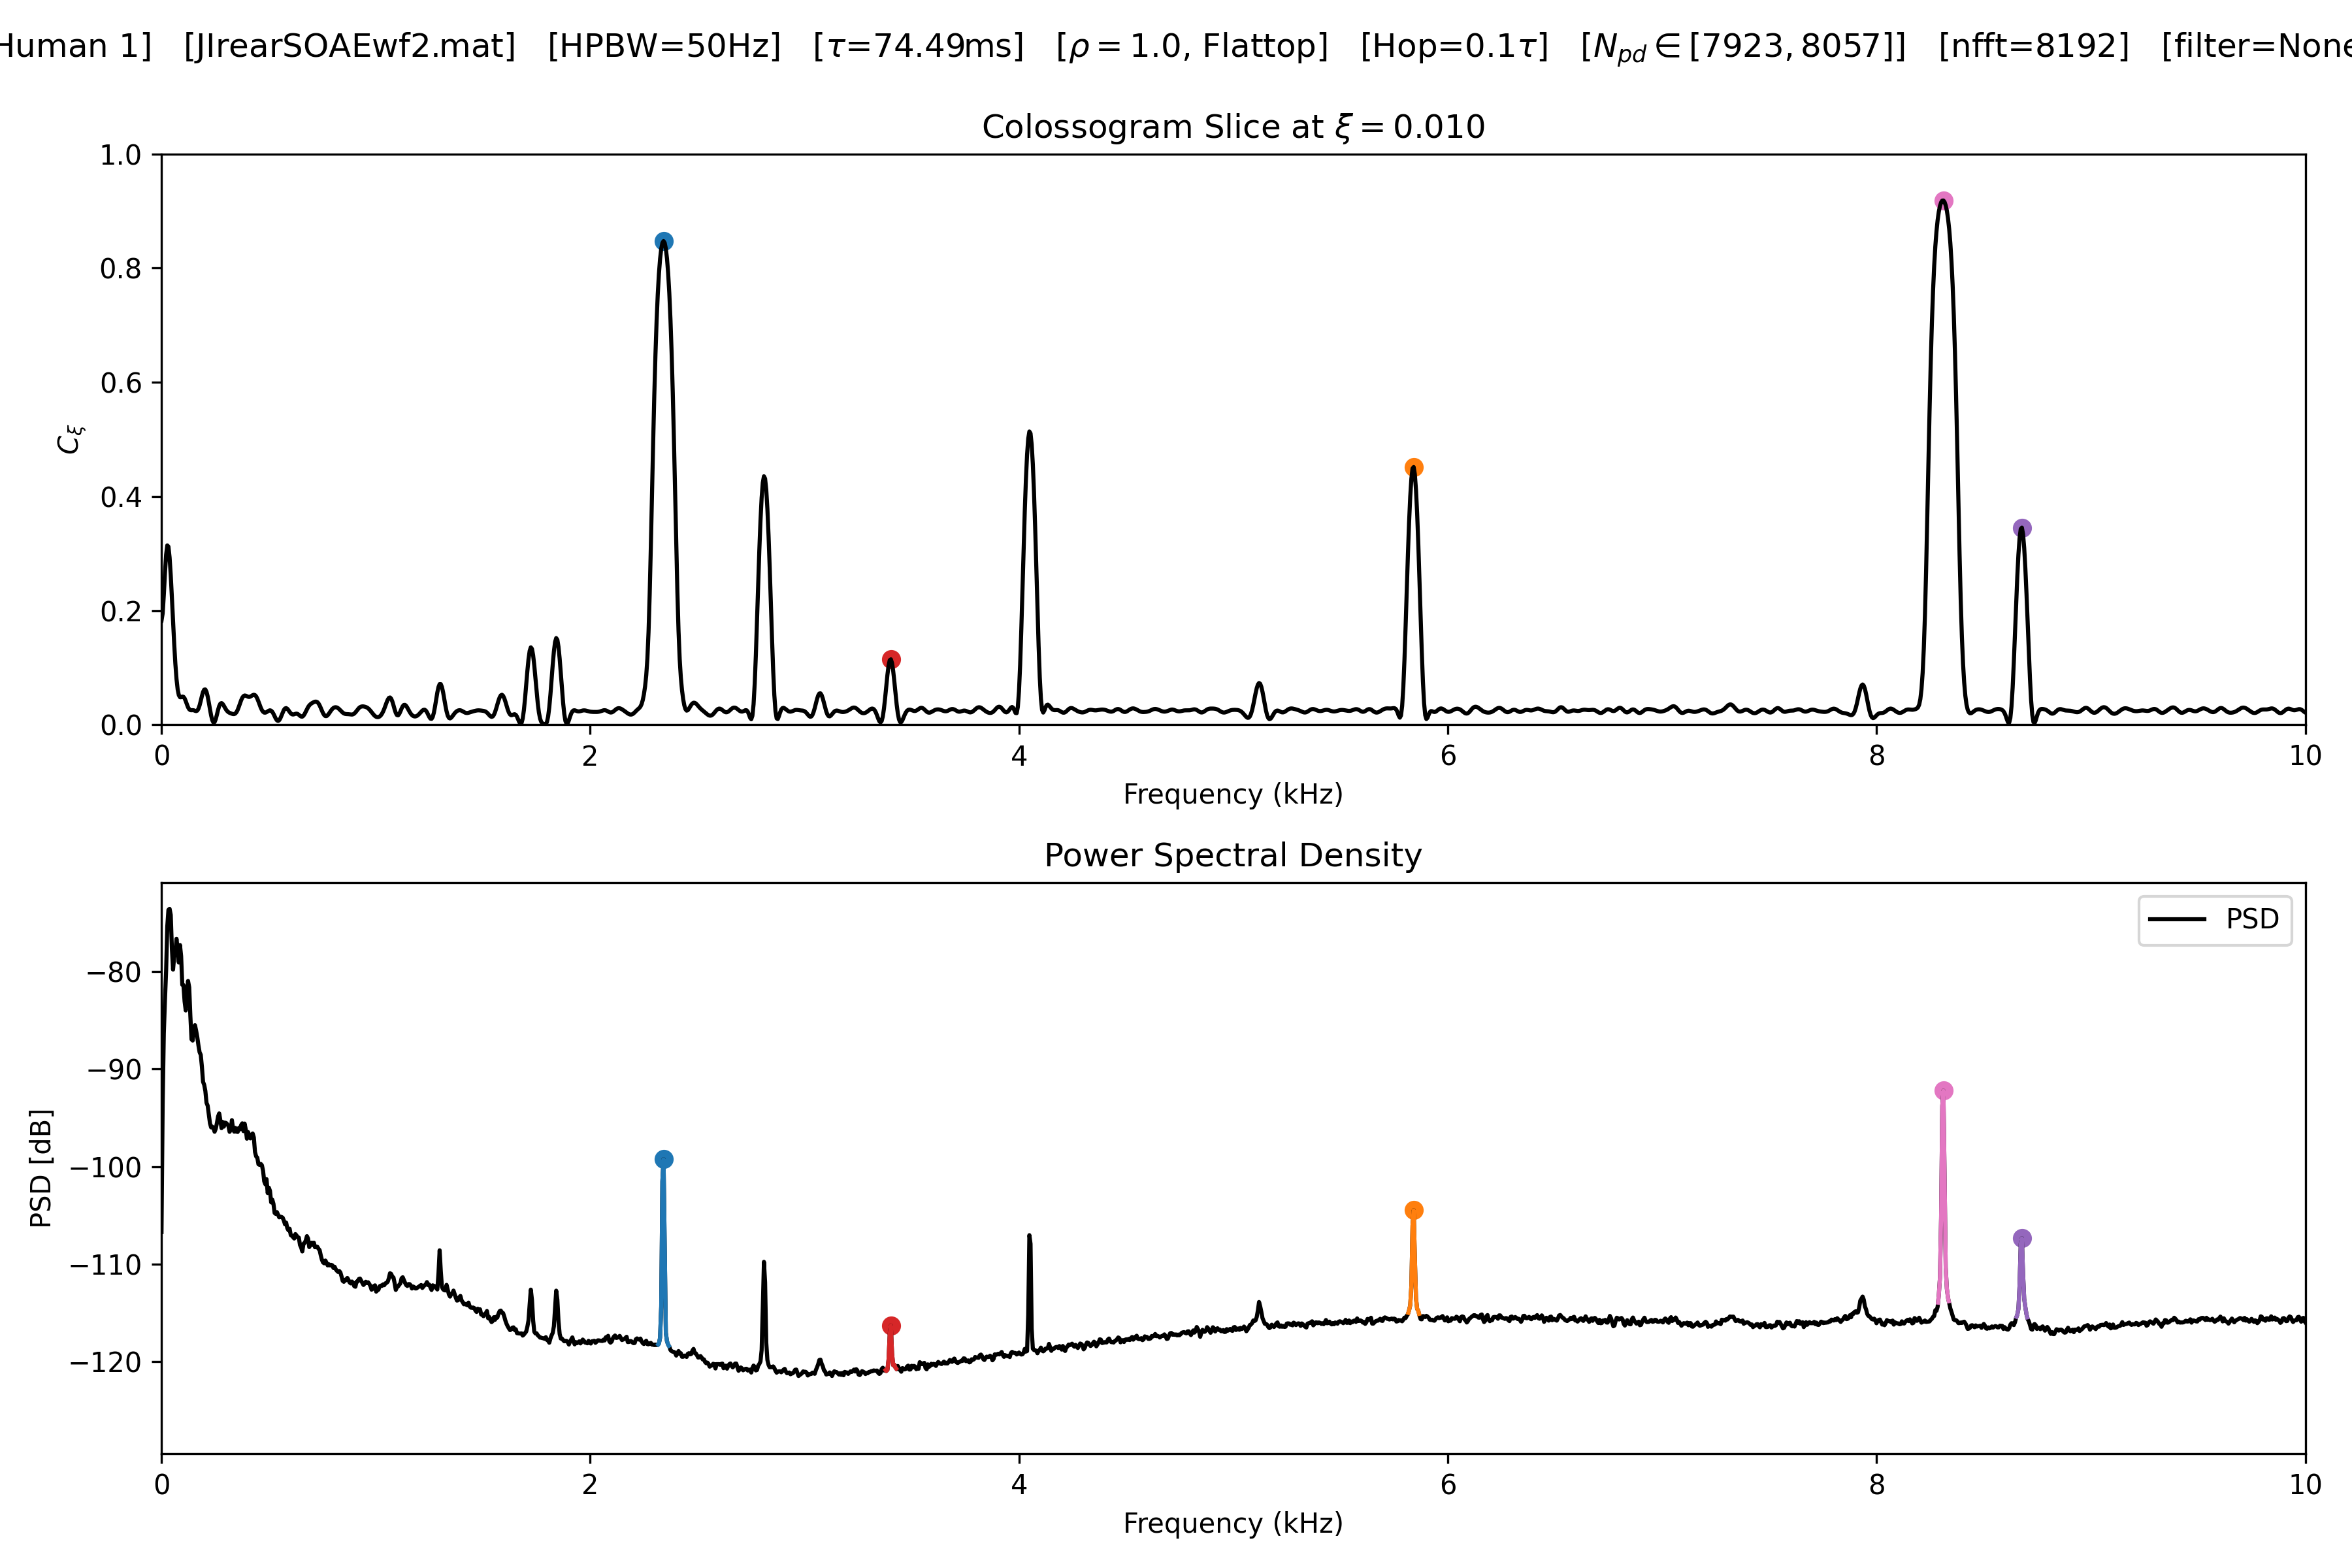 Human 1] [JIrearSOAEwf2.mat] [HPBW=50Hz] [τ=74.49ms] [ρ = 1.0, Flattop] [Hop=0.1τ] [N_pd ∈ [7923, 8057]] [nfft=8192] [filter=None
Colossogram Slice at ξ = 0.010
1.0
0.8
0.6
0.4
0.2
0.0
C_ξ
0 2 4 6 8 10
Frequency (kHz)
Power Spectral Density
PSD
−80
−90
−100
−110
−120
PSD [dB]
0 2 4 6 8 10
Frequency (kHz)